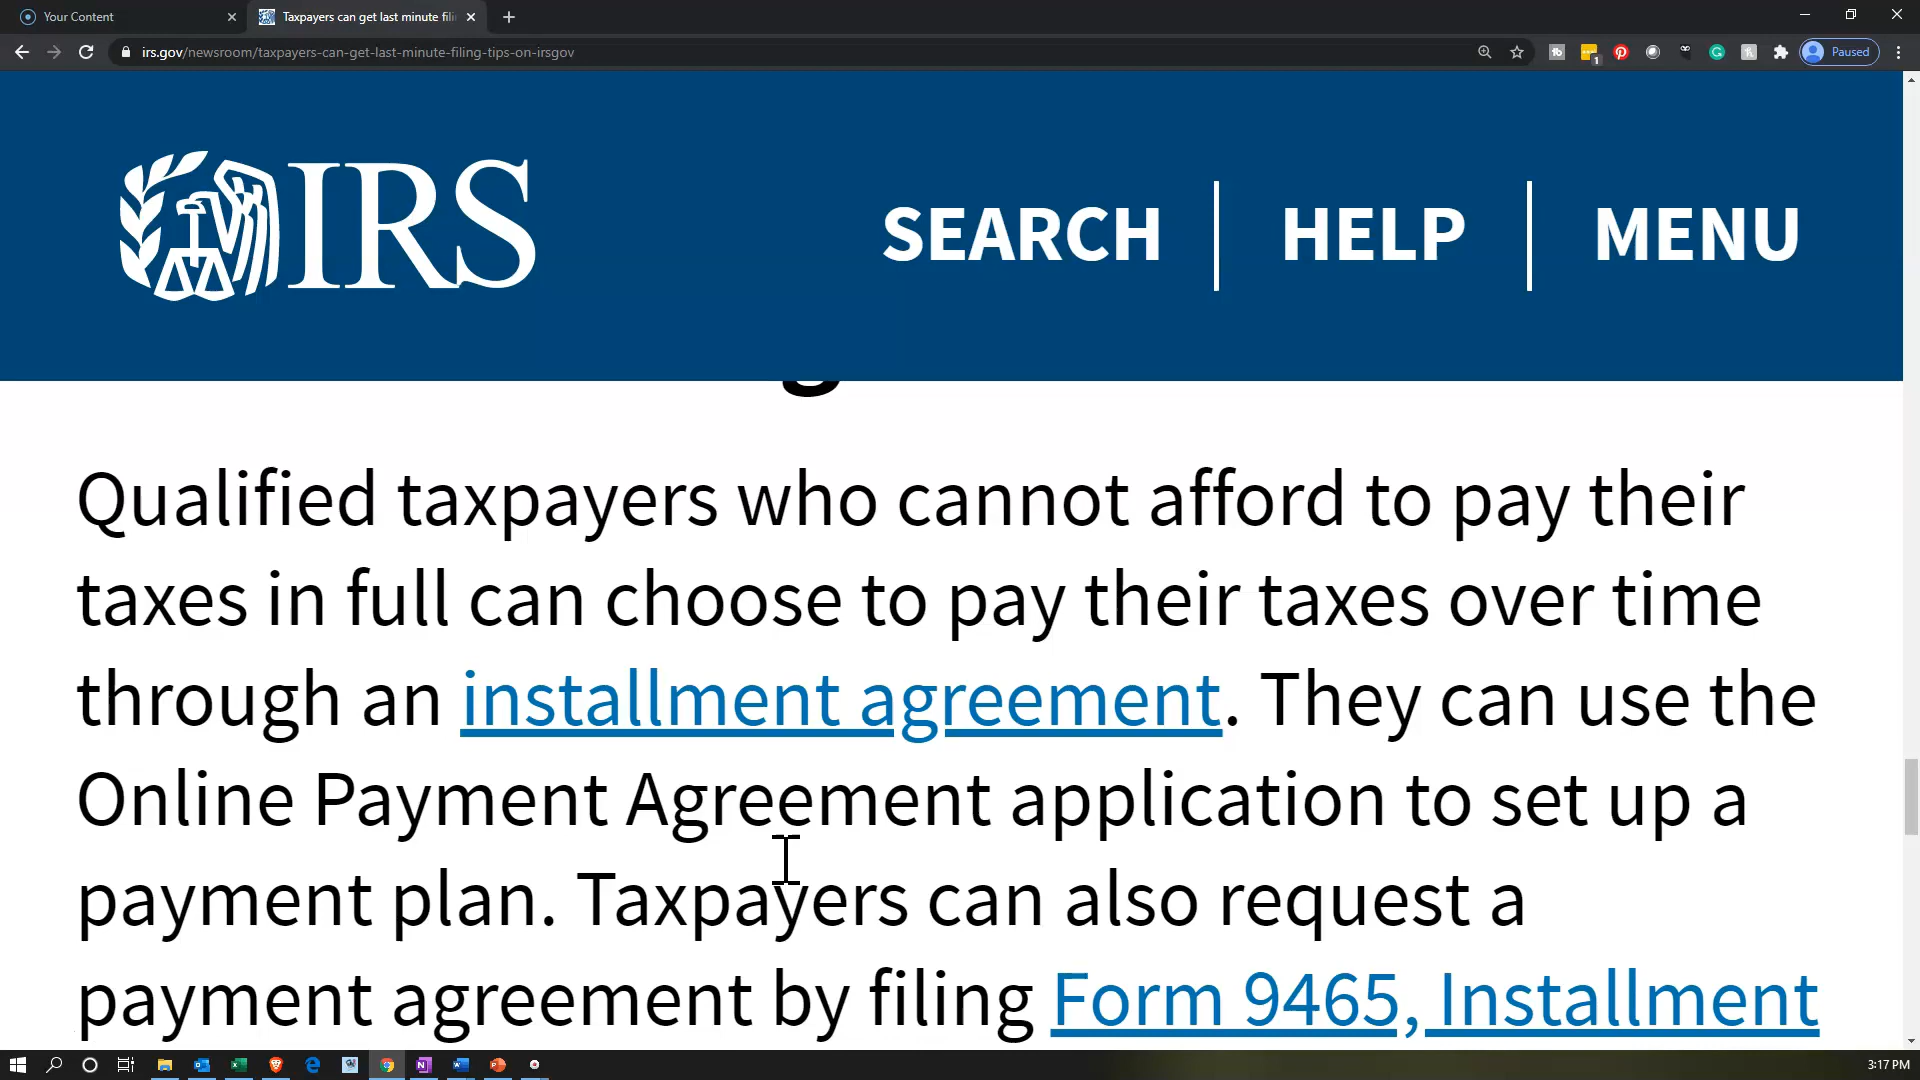 Your Content
Taxpayers can get last minute fili
irs.gov/newsroom/taxpayers-can-get-last-minute-filing-tips-on-irsgov
1
Paused
IRS
SEARCH
HELP
MENU
Qualified taxpayers who cannot afford to pay their
taxes in full can choose to pay their taxes over time
through an installment agreement. They can use the
Online Payment Agreement application to set up a
payment plan. Taxpayers can also request a
payment agreement by filing Form 9465, Installment
3:17 PM